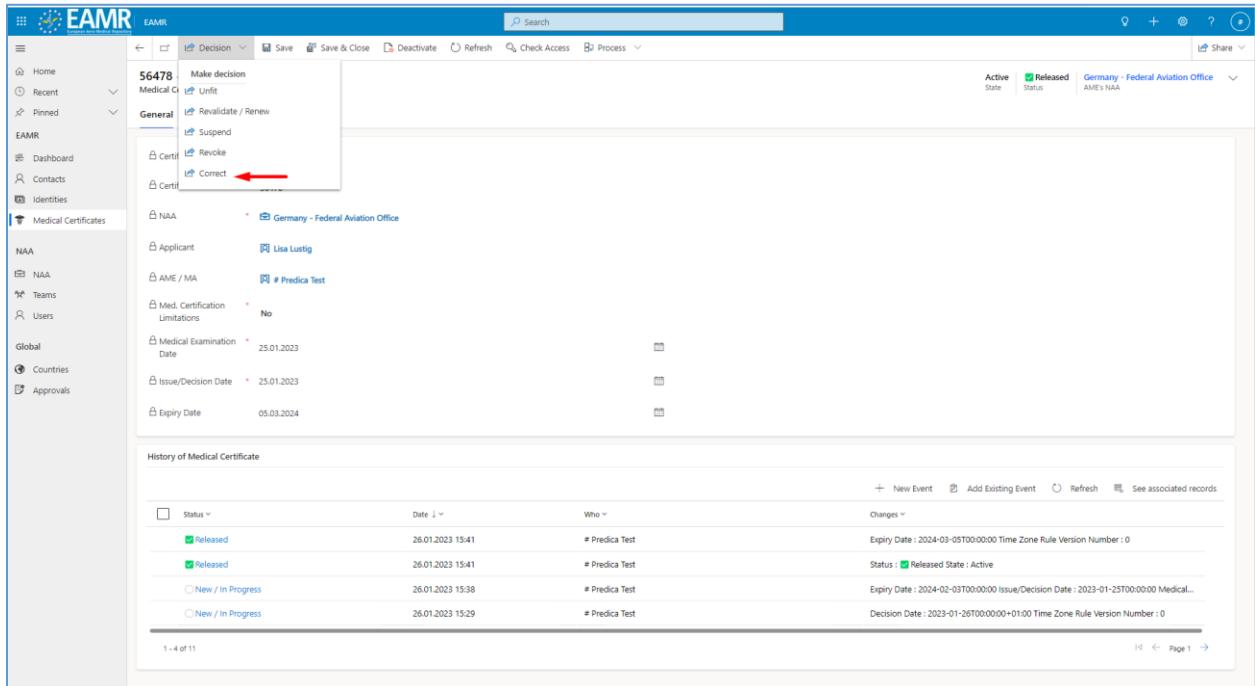 EAMR
European Aero Medical Repository
EAMR
Search
Decision
Save
Save & Close
Deactivate
Refresh
Check Access
Process
Share
Home
Recent
Pinned
EAMR
Dashboard
Contacts
Identities
Medical Certificates
NAA
NAA
Teams
Users
Global
Countries
Approvals
56478
Medical C
General
Make decision
Unfit
Revalidate / Renew
Suspend
Revoke
Correct
Active
State
Released
Status
Germany - Federal Aviation Office
AME's NAA
Certif
Certif
NAA * Germany - Federal Aviation Office
Applicant Lisa Lustig
AME / MA # Predica Test
Med. Certification * No
Limitations
Medical Examination * 25.01.2023
Date
Issue/Decision Date * 25.01.2023
Expiry Date 05.03.2024
History of Medical Certificate
New Event Add Existing Event Refresh See associated records
Status Date ↓ Who Changes
Released 26.01.2023 15:41 # Predica Test Expiry Date : 2024-03-05T00:00:00 Time Zone Rule Version Number : 0
Released 26.01.2023 15:41 # Predica Test Status : Released State : Active
New / In Progress 26.01.2023 15:38 # Predica Test Expiry Date : 2024-02-03T00:00:00 Issue/Decision Date : 2023-01-25T00:00:00 Medical...
New / In Progress 26.01.2023 15:29 # Predica Test Decision Date : 2023-01-26T00:00:00+01:00 Time Zone Rule Version Number : 0
1 - 4 of 11
Page 1